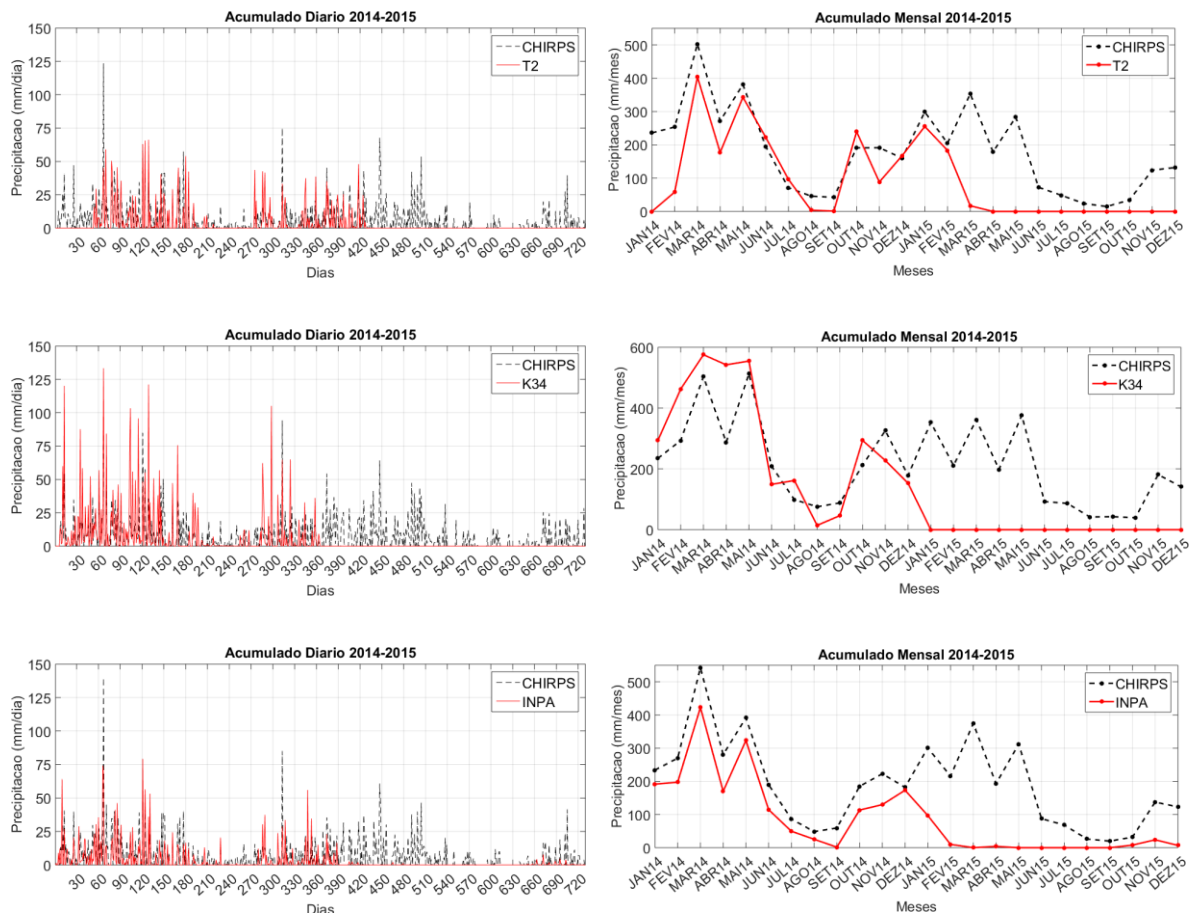 Acumulado Diario 2014-2015
Precipitacao (mm/dia)
150
125
100
75
50
25
0
CHIRPS
T2
30 60 90 120 150 180 210 240 270 300 330 360 390 420 450 480 510 540 570 600 630 660 690 720
Dias
Acumulado Mensal 2014-2015
Precipitacao (mm/mes)
500
400
300
200
100
0
CHIRPS
T2
JAN14 FEV14 MAR14 ABR14 MAI14 JUN14 JUL14 AGO14 SET14 OUT14 NOV14 DEZ14 JAN15 FEV15 MAR15 ABR15 MAI15 JUN15 JUL15 AGO15 SET15 OUT15 NOV15 DEZ15
Meses
Acumulado Diario 2014-2015
Precipitacao (mm/dia)
150
125
100
75
50
25
0
CHIRPS
K34
30 60 90 120 150 180 210 240 270 300 330 360 390 420 450 480 510 540 570 600 630 660 690 720
Dias
Acumulado Mensal 2014-2015
Precipitacao (mm/mes)
600
400
200
0
CHIRPS
K34
JAN14 FEV14 MAR14 ABR14 MAI14 JUN14 JUL14 AGO14 SET14 OUT14 NOV14 DEZ14 JAN15 FEV15 MAR15 ABR15 MAI15 JUN15 JUL15 AGO15 SET15 OUT15 NOV15 DEZ15
Meses
Acumulado Diario 2014-2015
Precipitacao (mm/dia)
150
125
100
75
50
25
0
CHIRPS
INPA
30 60 90 120 150 180 210 240 270 300 330 360 390 420 450 480 510 540 570 600 630 660 690 720
Dias
Acumulado Mensal 2014-2015
Precipitacao (mm/mes)
500
400
300
200
100
0
CHIRPS
INPA
JAN14 FEV14 MAR14 ABR14 MAI14 JUN14 JUL14 AGO14 SET14 OUT14 NOV14 DEZ14 JAN15 FEV15 MAR15 ABR15 MAI15 JUN15 JUL15 AGO15 SET15 OUT15 NOV15 DEZ15
Meses